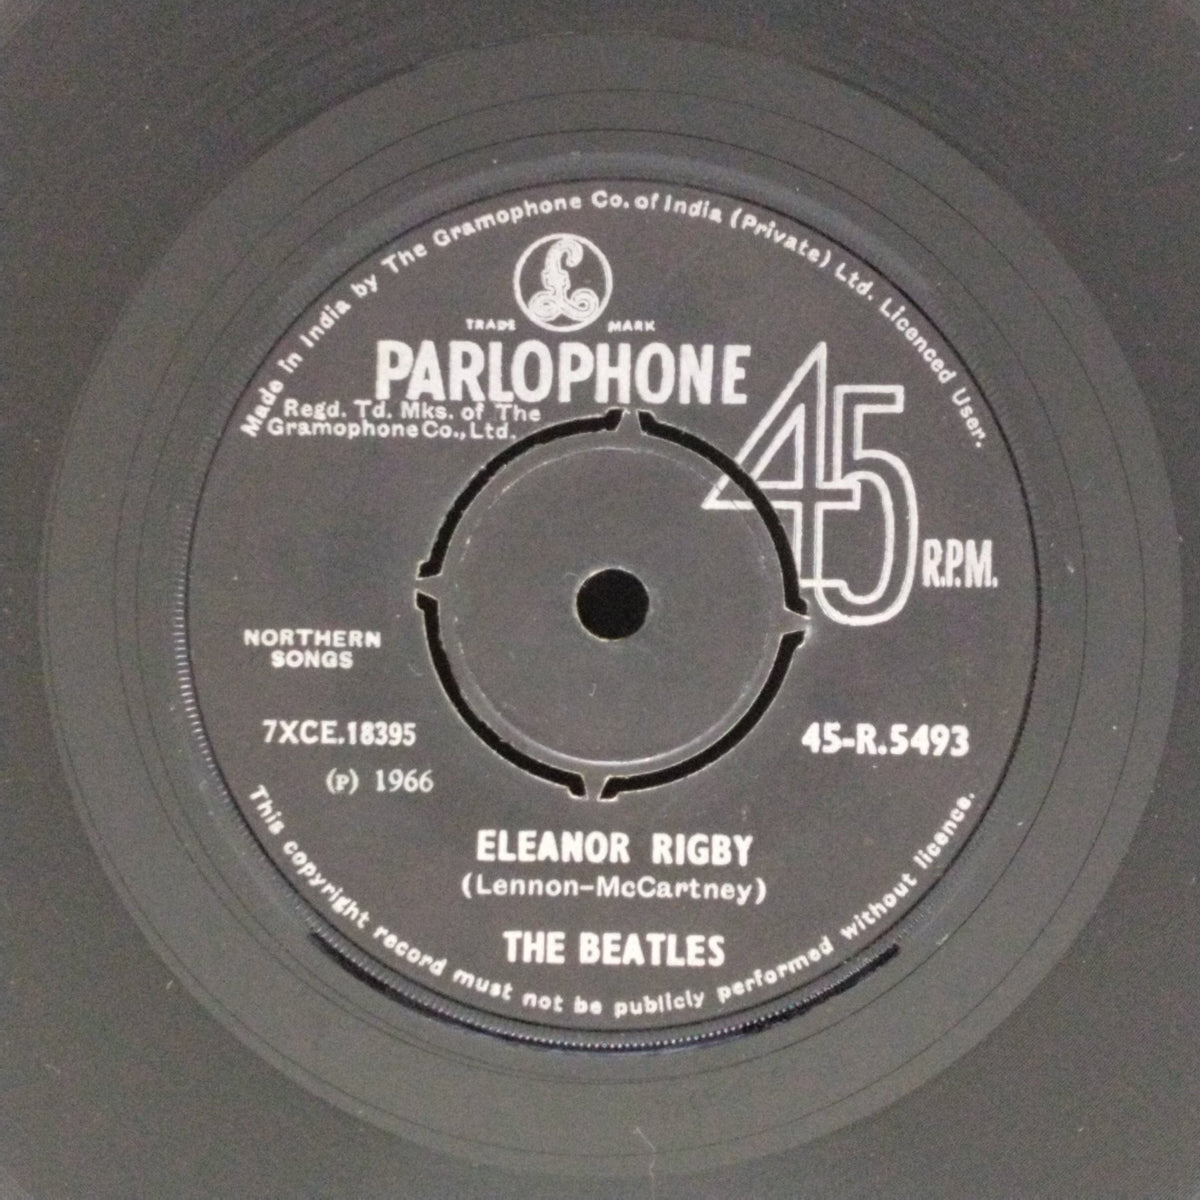 Made in India by The Gramophone Co. of India (Private) Ltd. Licenced User.
£
TRADE MARK
PARLOPHONE
Regd. Td. Mks. of The
Gramophone Co., Ltd.
45
R.P.M.
NORTHERN
SONGS
7XCE.18395
45-R.5493
(P) 1966
ELEANOR RIGBY
(Lennon-McCartney)
THE BEATLES
This copyright record must not be publicly performed without licence.